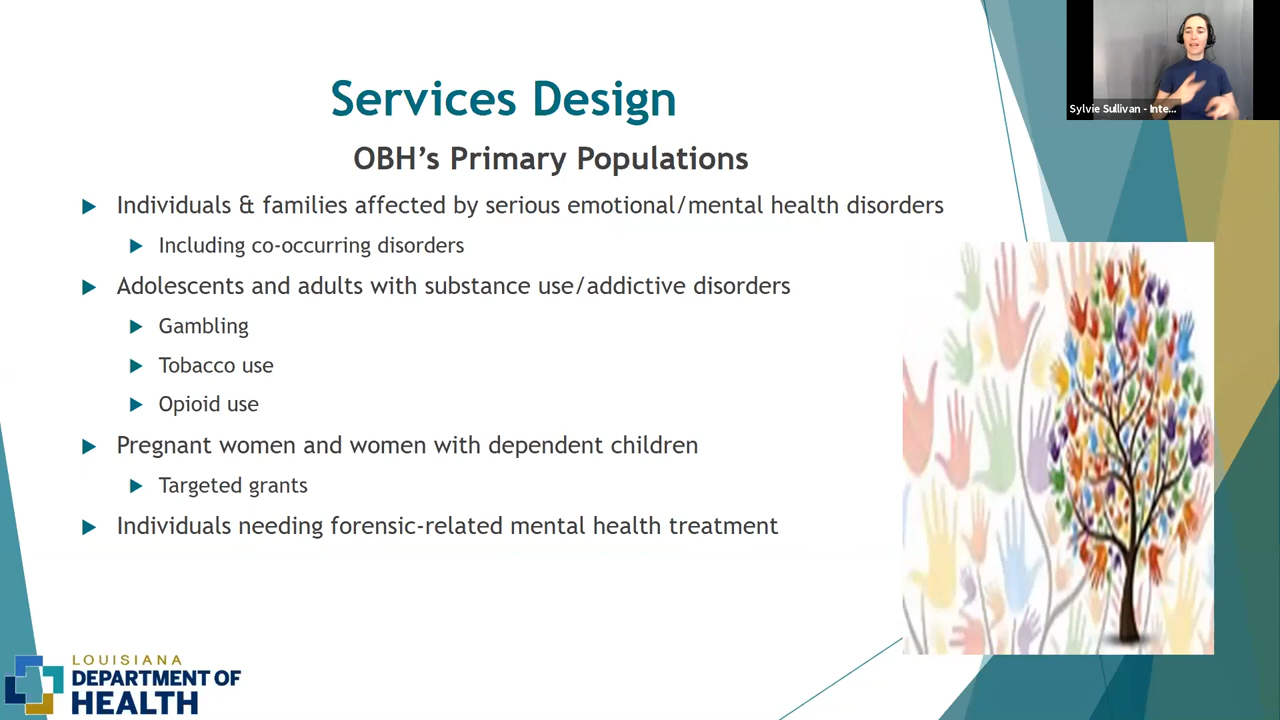 Services Design
OBH’s Primary Populations
Individuals & families affected by serious emotional/mental health disorders
Including co-occurring disorders
Adolescents and adults with substance use/addictive disorders
Gambling
Tobacco use
Opioid use
Pregnant women and women with dependent children
Targeted grants
Individuals needing forensic-related mental health treatment
LOUISIANA
DEPARTMENT OF
HEALTH
Sylvie Sullivan - Inte...